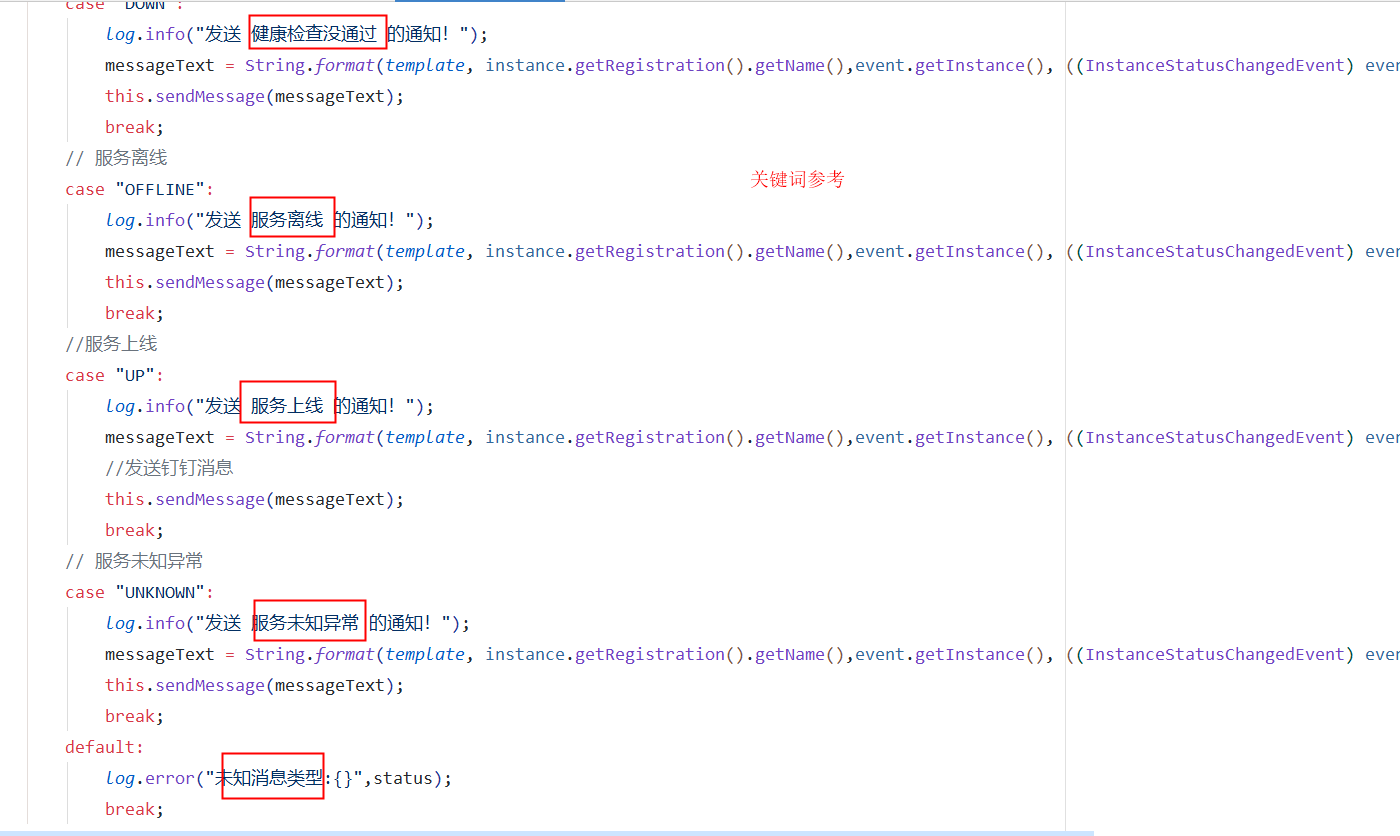 case "DOWN":
log.info("发送 健康检查没通过 的通知！");
messageText = String.format(template, instance.getRegistration().getName(),event.getInstance(), ((InstanceStatusChangedEvent)
this.sendMessage(messageText);
break;
// 服务离线
case "OFFLINE":
关键词参考
log.info("发送 服务离线 的通知！");
messageText = String.format(template, instance.getRegistration().getName(),event.getInstance(), ((InstanceStatusChangedEvent)
this.sendMessage(messageText);
break;
//服务上线
case "UP":
log.info("发送 服务上线 的通知！");
messageText = String.format(template, instance.getRegistration().getName(),event.getInstance(), ((InstanceStatusChangedEvent)
//发送钉钉消息
this.sendMessage(messageText);
break;
// 服务未知异常
case "UNKNOWN":
log.info("发送 服务未知异常 的通知！");
messageText = String.format(template, instance.getRegistration().getName(),event.getInstance(), ((InstanceStatusChangedEvent)
this.sendMessage(messageText);
break;
default:
log.error("未知消息类型:{}",status);
break;